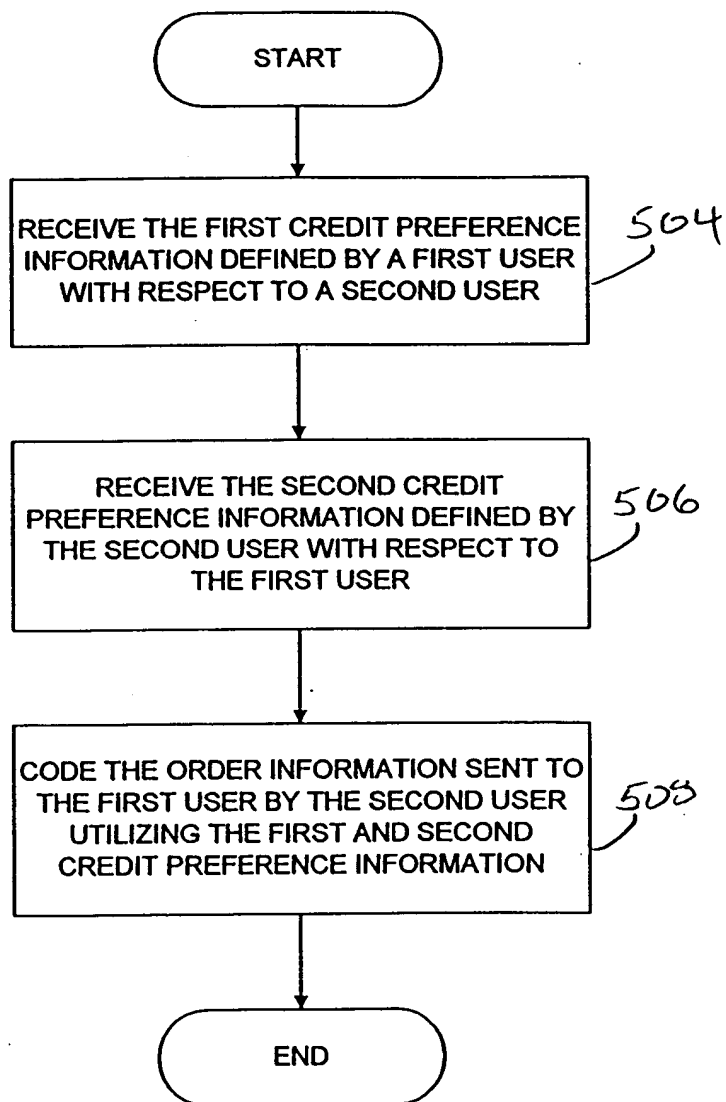 START
RECEIVE THE FIRST CREDIT PREFERENCE
INFORMATION DEFINED BY A FIRST USER
WITH RESPECT TO A SECOND USER
504
RECEIVE THE SECOND CREDIT
PREFERENCE INFORMATION DEFINED BY
THE SECOND USER WITH RESPECT TO
THE FIRST USER
506
CODE THE ORDER INFORMATION SENT TO
THE FIRST USER BY THE SECOND USER
UTILIZING THE FIRST AND SECOND
CREDIT PREFERENCE INFORMATION
508
END